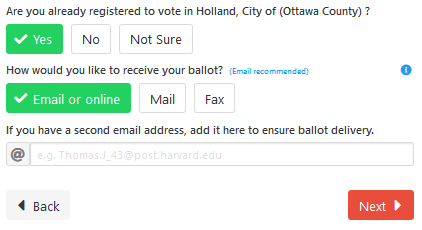 Are you already registered to vote in Holland, City of (Ottawa County) ?
Yes No Not Sure
How would you like to receive your ballot? (Email recommended)
Email or online Mail Fax
If you have a second email address, add it here to ensure ballot delivery.
@ e.g. Thomas.J_43@post.harvard.edu
Back Next